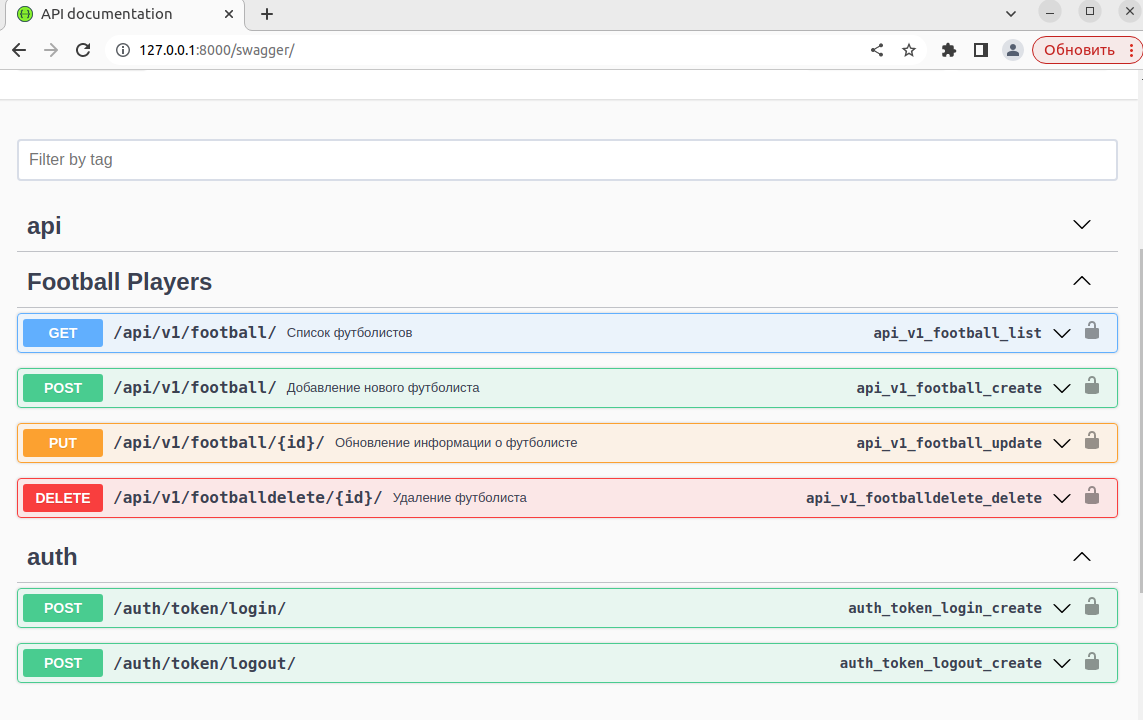 API documentation
127.0.0.1:8000/swagger/
Обновить
Filter by tag
api
Football Players
GET /api/v1/football/ Список футболистов api_v1_football_list
POST /api/v1/football/ Добавление нового футболиста api_v1_football_create
PUT /api/v1/football/{id}/ Обновление информации о футболисте api_v1_football_update
DELETE /api/v1/footballdelete/{id}/ Удаление футболиста api_v1_footballdelete_delete
auth
POST /auth/token/login/ auth_token_login_create
POST /auth/token/logout/ auth_token_logout_create